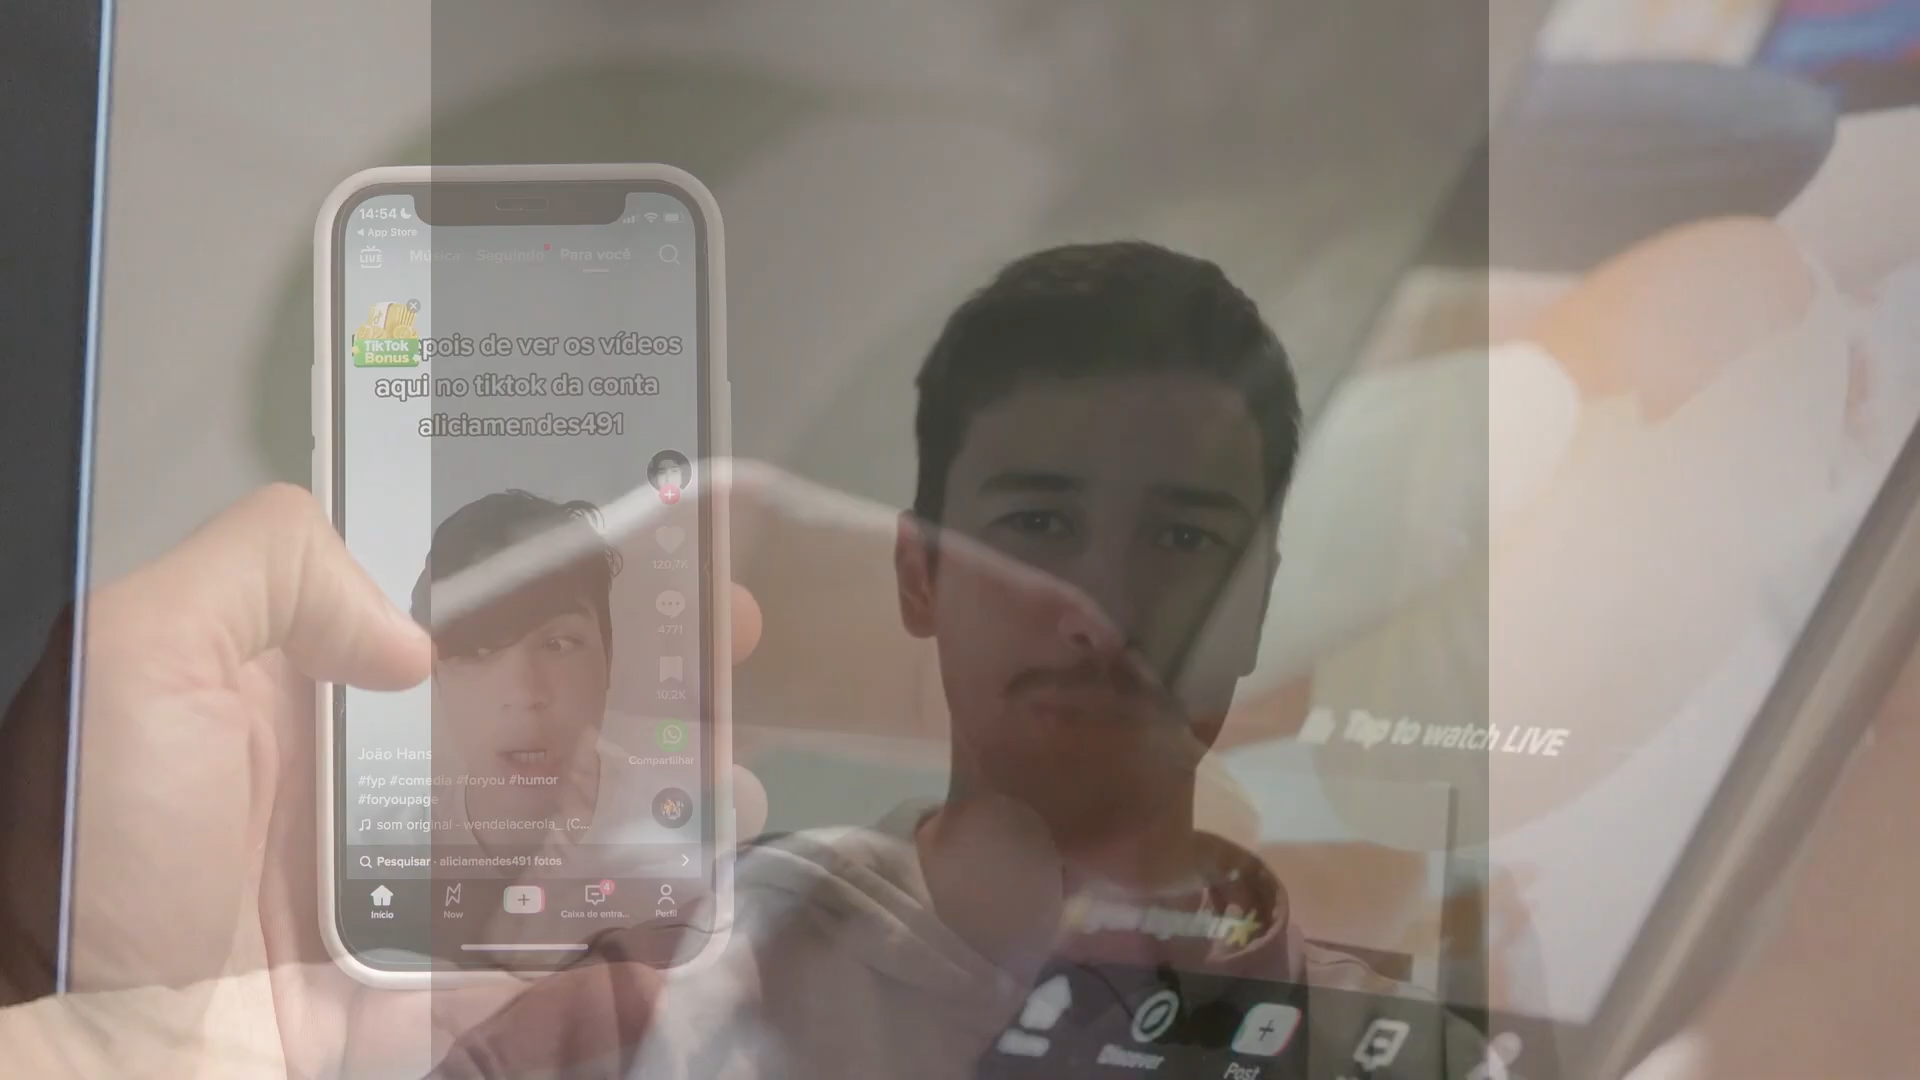 14:54
App Store
LIVE
Música Seguindo Para você
TikTok
Bonus
pois de ver os vídeos
aqui no tiktok da conta
aliciamendes491
120,7K
4771
10,2K
Compartilhar
João Hans
#fyp #comedia #foryou #humor
#foryoupage
som original - wendelacerola_ (C...
Pesquisar · aliciamendes491 fotos
Início
Now
4
Caixa de entra...
Perfil
Tap to watch LIVE
Discover
Post